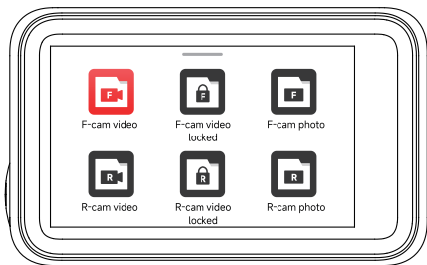 F
F
F
F-cam video
F-cam video
locked
F-cam photo
R
R
R
R-cam video
R-cam video
locked
R-cam photo